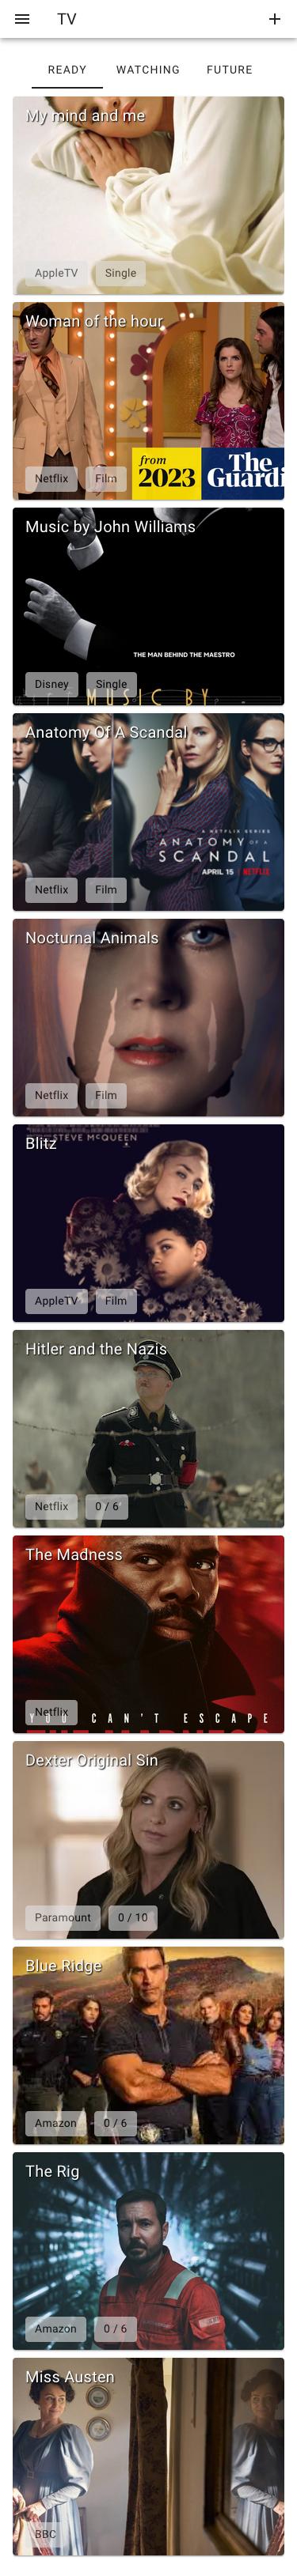 TV
READY
WATCHING
FUTURE
My mind and me
AppleTV
Single
Woman of the hour
from
2023
The
Guardi
Netflix
Film
Music by John Williams
THE MAN BEHIND THE MAESTRO
Disney
Single
MUSIC BY
Anatomy Of A Scandal
A NETFLIX SERIES
ANATOMY OF A
SCANDAL
APRIL 15 | NETFLIX
Netflix
Film
Nocturnal Animals
Netflix
Film
Blitz
STEVE McQUEEN
AppleTV
Film
Hitler and the Nazis
Netflix
0 / 6
The Madness
Netflix
YOU CAN'T ESCAPE
THE MADNESS
Dexter Original Sin
Paramount
0 / 10
Blue Ridge
Amazon
0 / 6
The Rig
Amazon
0 / 6
Miss Austen
BBC